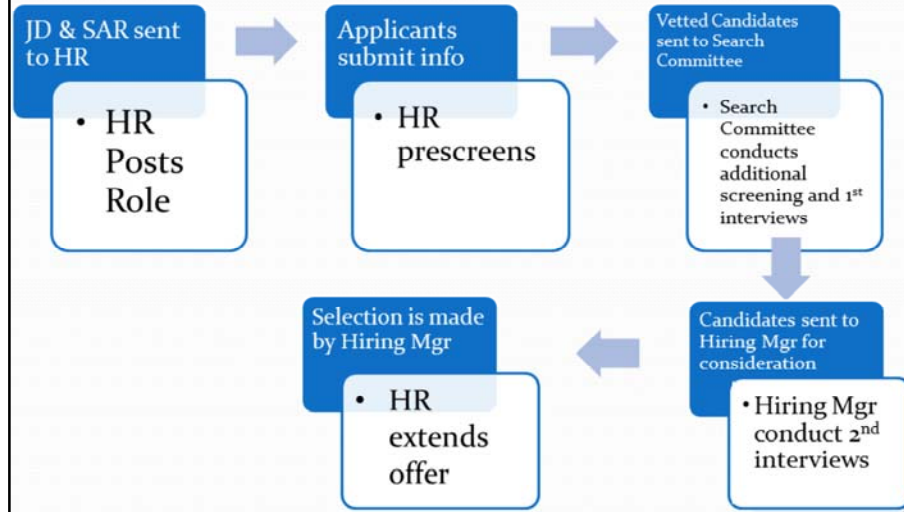 JD & SAR sent
to HR
• HR
Posts
Role
Applicants
submit info
• HR
prescreens
Vetted Candidates
sent to Search
Committee
• Search
Committee
conducts
additional
screening and 1st
interviews
Candidates sent to
Hiring Mgr for
consideration
• Hiring Mgr
conduct 2nd
interviews
Selection is made
by Hiring Mgr
• HR
extends
offer